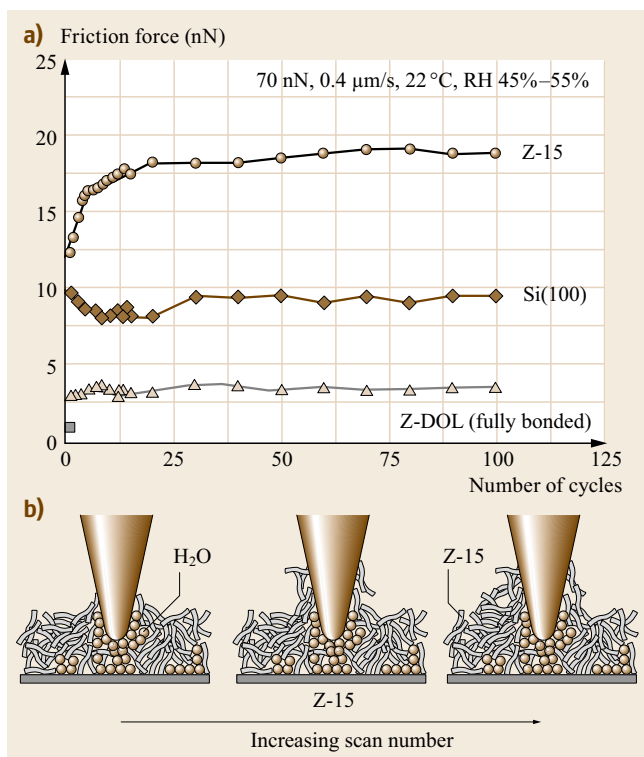 a) Friction force (nN)
25
70 nN, 0.4 µm/s, 22 °C, RH 45%–55%
20
Z-15
15
10
Si(100)
5
Z-DOL (fully bonded)
0
0 25 50 75 100 125
Number of cycles
b)
H₂O
Z-15
Z-15
Increasing scan number